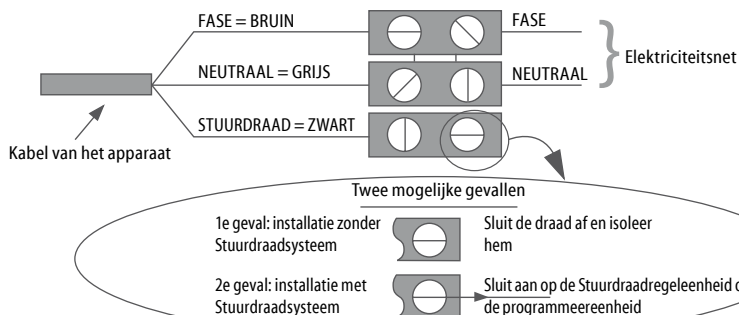 FASE = BRUIN
FASE
NEUTRAAL = GRIJS
NEUTRAAL
Elektriciteitsnet
STUURDRAAD = ZWART
Kabel van het apparaat
Twee mogelijke gevallen
1e geval: installatie zonder
Stuurdraadsysteem
Sluit de draad af en isoleer
hem
2e geval: installatie met
Stuurdraadsysteem
Sluit aan op de Stuurdraadregeleenheid
de programmeereenheid